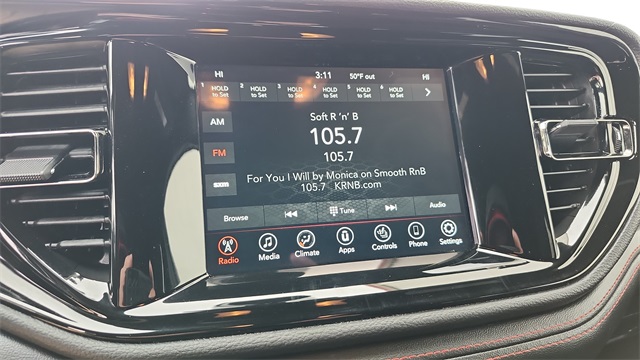 HI 3:11 50°F out HI
1 HOLD to Set 2 HOLD to Set 3 HOLD to Set 4 HOLD to Set 5 HOLD to Set 6 HOLD to Set
AM
FM
sxm
Soft R 'n' B
105.7
105.7
For You I Will by Monica on Smooth RnB
105.7 KRNB.com
Browse Tune Audio
Radio Media Climate Apps Controls Phone Settings